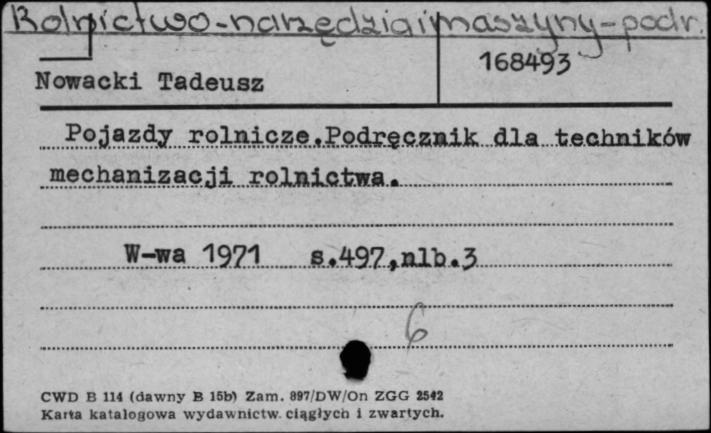 Rolnictwo-narzędzia i maszyny-podr.
168493
Nowacki Tadeusz
Pojazdy rolnicze.Podręcznik dla techników
mechanizacji rolnictwa.
W-wa 1971 s.497,nlb.3
6
CWD B 114 (dawny B 15b) Zam. 897/DW/On ZGG 2542
Karta katalogowa wydawnictw ciągłych i zwartych.